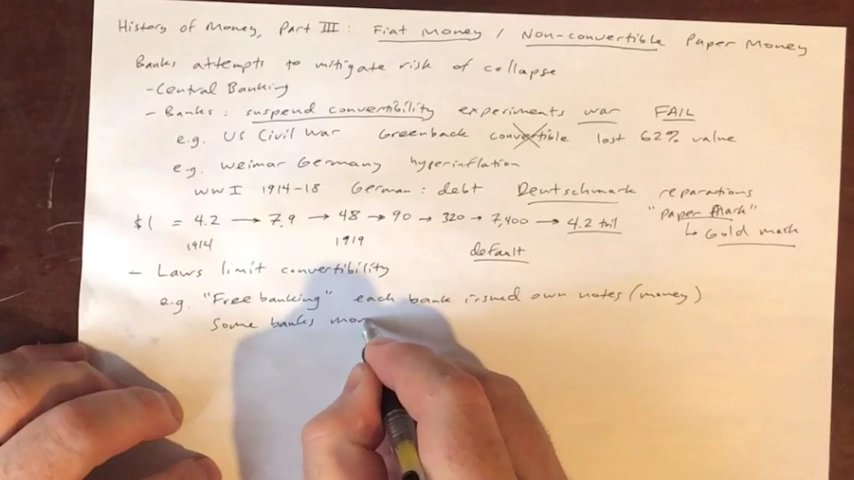 History of Money, Part III: Fiat Money / Non-convertible Paper Money
Banks attempts to mitigate risk of collapse
- Central Banking
- Banks: suspend convertibility experiments war FAIL
e.g. US Civil War Greenback convertible lost 62% value
e.g. Weimar Germany hyperinflation
WWI 1914-18 German: debt Deutschmark reparations
"Paper Mark"
$1 = 4.2 → 7.9 → 48 → 90 → 320 → 7,400 → 4.2 tril
↳ Gold mark
1914 1919
default
- Laws limit convertibility
e.g. "Free banking" each bank issued own notes (money)
Some banks mor